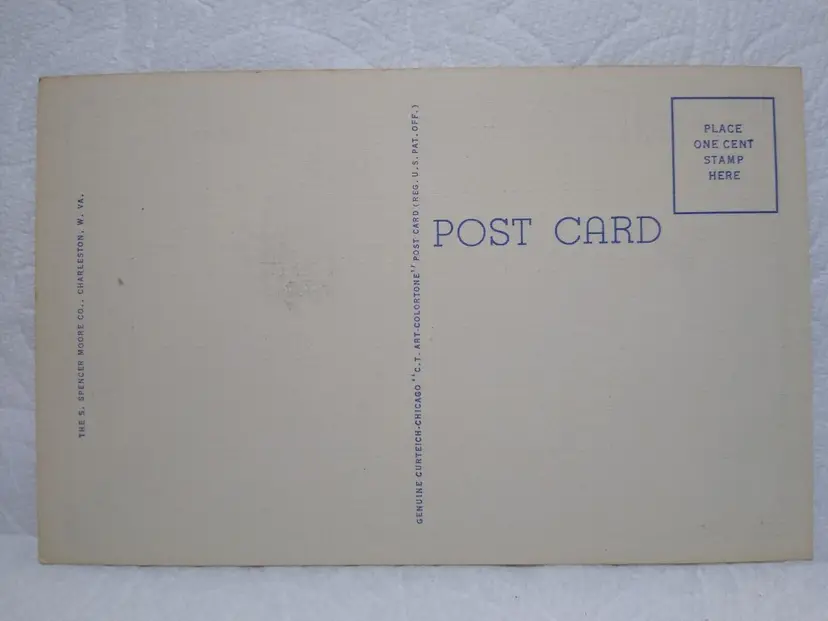 THE S. SPENCER MOORE CO., CHARLESTON, W. VA.
GENUINE CURTEICH-CHICAGO "C.T. ART-COLORTONE" POST CARD (REG. U.S. PAT. OFF.)
POST CARD
PLACE
ONE CENT
STAMP
HERE